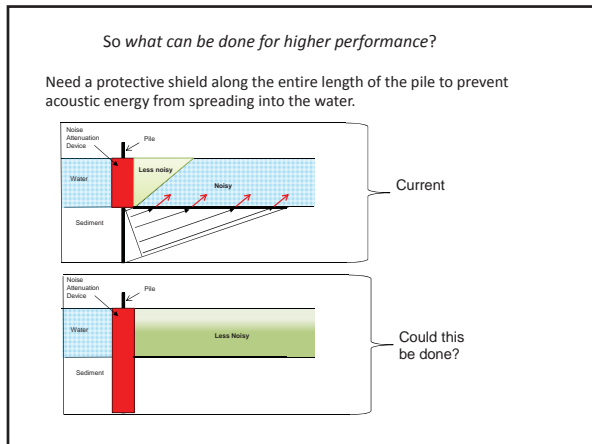 So what can be done for higher performance?
Need a protective shield along the entire length of the pile to prevent
acoustic energy from spreading into the water.
Noise
Attenuation
Device
Pile
Water
Less noisy
Noisy
Sediment
Current
Noise
Attenuation
Device
Pile
Water
Less Noisy
Sediment
Could this
be done?